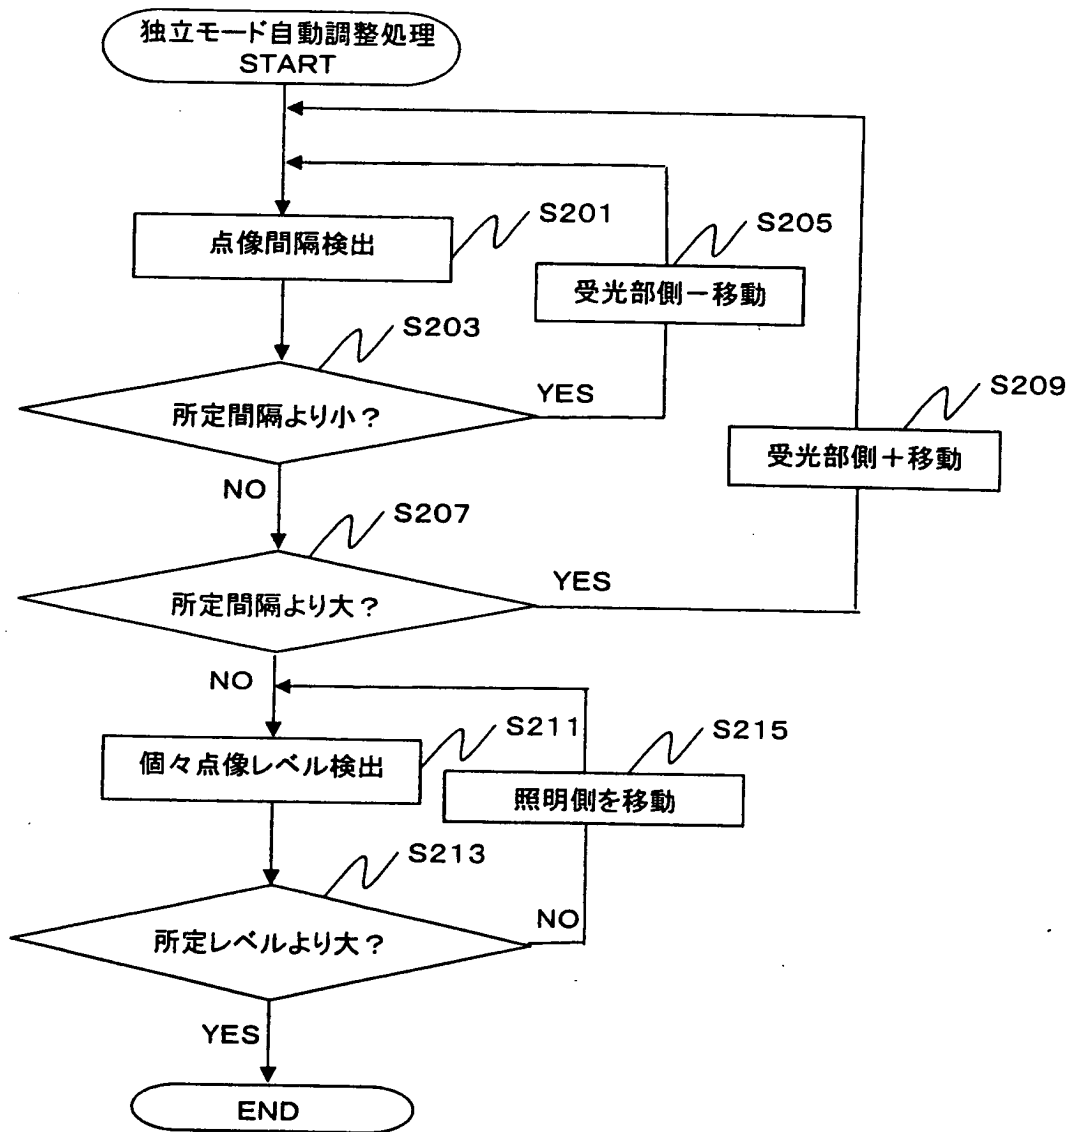 独立モード自動調整処理
START
S201
点像間隔検出
S205
受光部側－移動
S203
所定間隔より小？
YES
S209
受光部側＋移動
NO
S207
所定間隔より大？
YES
NO
S211
個々点像レベル検出
S215
照明側を移動
S213
所定レベルより大？
NO
YES
END